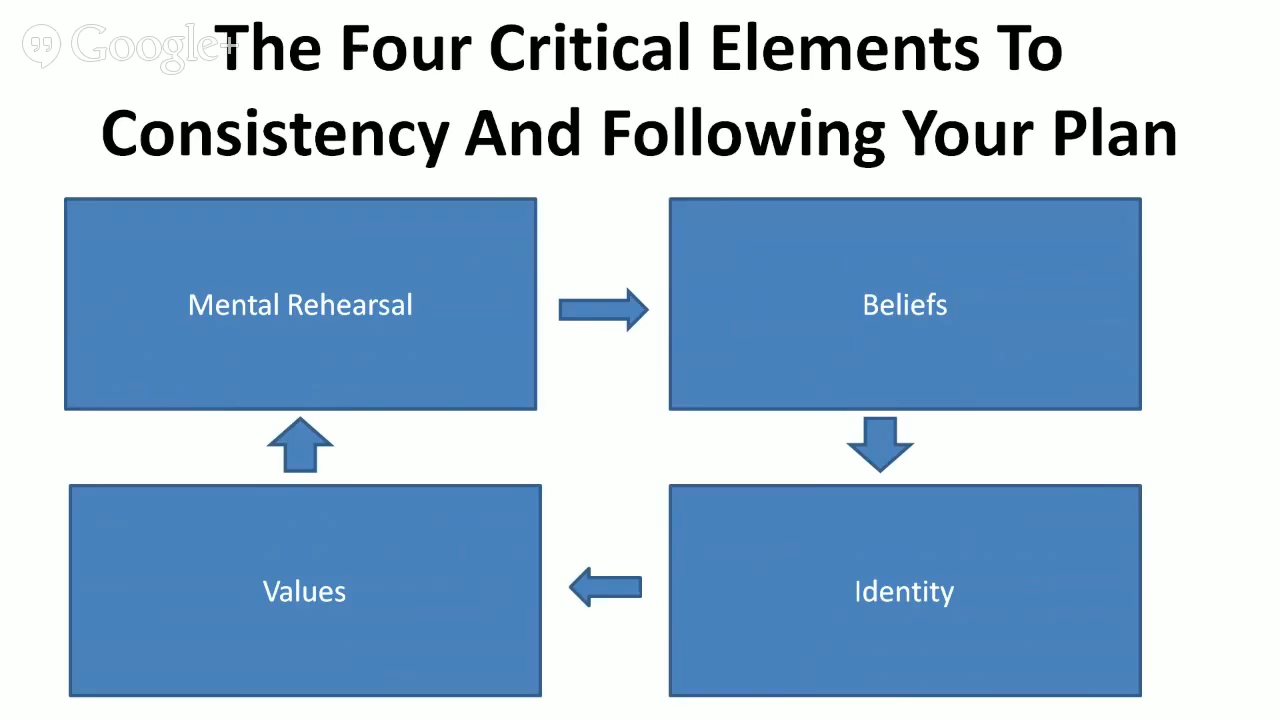 Google+
The Four Critical Elements To
Consistency And Following Your Plan
Mental Rehearsal
Beliefs
Values
Identity